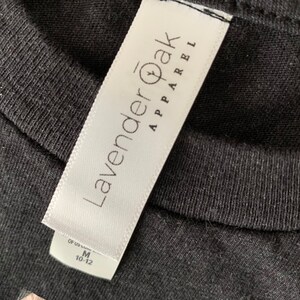 Lavender Oak
APPAREL
M
10-12